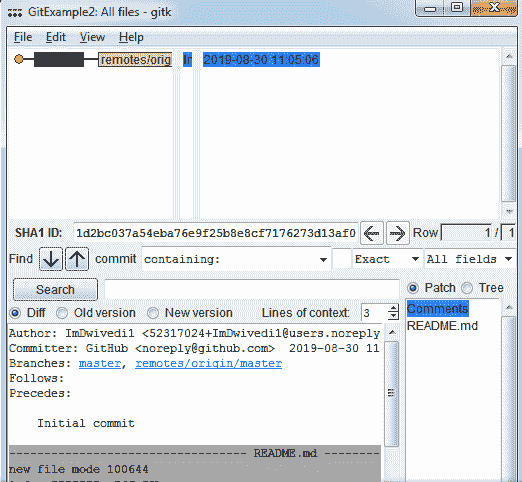 GitExample2: All files - gitk
File Edit View Help
remotes/orig In 2019-08-30 11:05:06
SHA1 ID: 1d2bc037a54eba76e9f25b8e8cf7176273d13af0 Row 1 / 1
Find commit containing: Exact All fields
Search Patch Tree
Diff Old version New version Lines of context: 3
Comments
README.md
Author: ImDwivedi1 <52317024+ImDwivedi1@users.noreply
Committer: GitHub <noreply@github.com> 2019-08-30 11
Branches: master, remotes/origin/master
Follows:
Precedes:
Initial commit
README.md
new file mode 100644